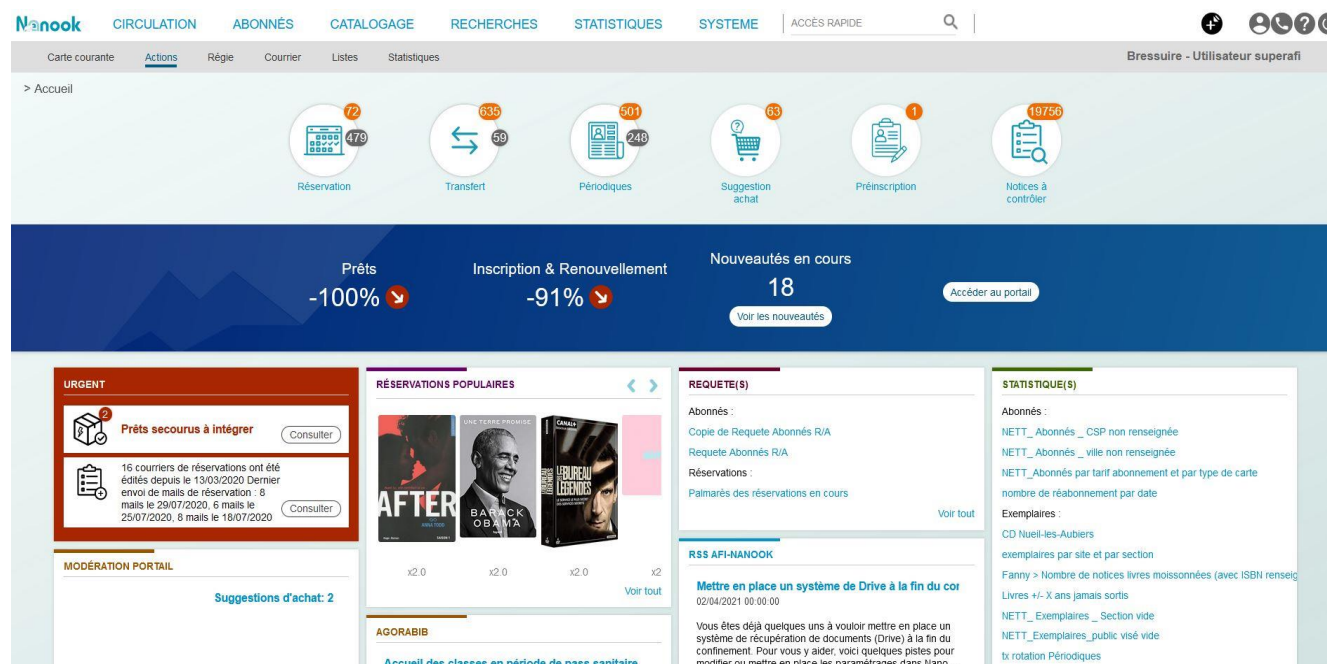 Nanook CIRCULATION ABONNÉS CATALOGAGE RECHERCHES STATISTIQUES SYSTEME ACCÈS RAPIDE
Carte courante Actions Régie Courrier Listes Statistiques Bressuire - Utilisateur superafi
> Accueil
72
479
Réservation
635
59
Transfert
501
248
Périodiques
63
Suggestion
achat
1
Préinscription
19756
Notices à
contrôler
Prêts
-100%
Inscription & Renouvellement
-91%
Nouveautés en cours
18
Voir les nouveautés
Accéder au portail
URGENT
2
Prêts secourus à intégrer
Consulter
16 courriers de réservations ont été
édités depuis le 13/03/2020 Dernier
envoi de mails de réservation : 8
mails le 29/07/2020, 6 mails le
25/07/2020, 8 mails le 18/07/2020
Consulter
MODÉRATION PORTAIL
Suggestions d'achat: 2
RÉSERVATIONS POPULAIRES
AFTER
ANNA TODD
UNE TERRE PROMISE
BARACK
OBAMA
CANAL+
LE BUREAU
DES
LÉGENDES
x2.0 x2.0 x2.0 x2
Voir tout
AGORABIB
Accueil des classes en période de pass sanitaire
REQUETE(S)
Abonnés :
Copie de Requete Abonnés R/A
Requete Abonnés R/A
Réservations :
Palmarès des réservations en cours
Voir tout
RSS AFI-NANOOK
Mettre en place un système de Drive à la fin du cor
02/04/2021 00:00:00
Vous êtes déjà quelques uns à vouloir mettre en place un
système de récupération de documents (Drive) à la fin du
confinement. Pour vous y aider, voici quelques pistes pour
modifier ou mettre en place les paramétrages dans Nano
STATISTIQUE(S)
Abonnés :
NETT_ Abonnés _ CSP non renseignée
NETT_ Abonnés _ ville non renseignée
NETT_Abonnés par tarif abonnement et par type de carte
nombre de réabonnement par date
Exemplaires :
CD Nueil-les-Aubiers
exemplaires par site et par section
Fanny > Nombre de notices livres moissonnées (avec ISBN renseig
Livres +/- X ans jamais sortis
NETT_ Exemplaires _ Section vide
NETT_Exemplaires_public visé vide
tx rotation Périodiques